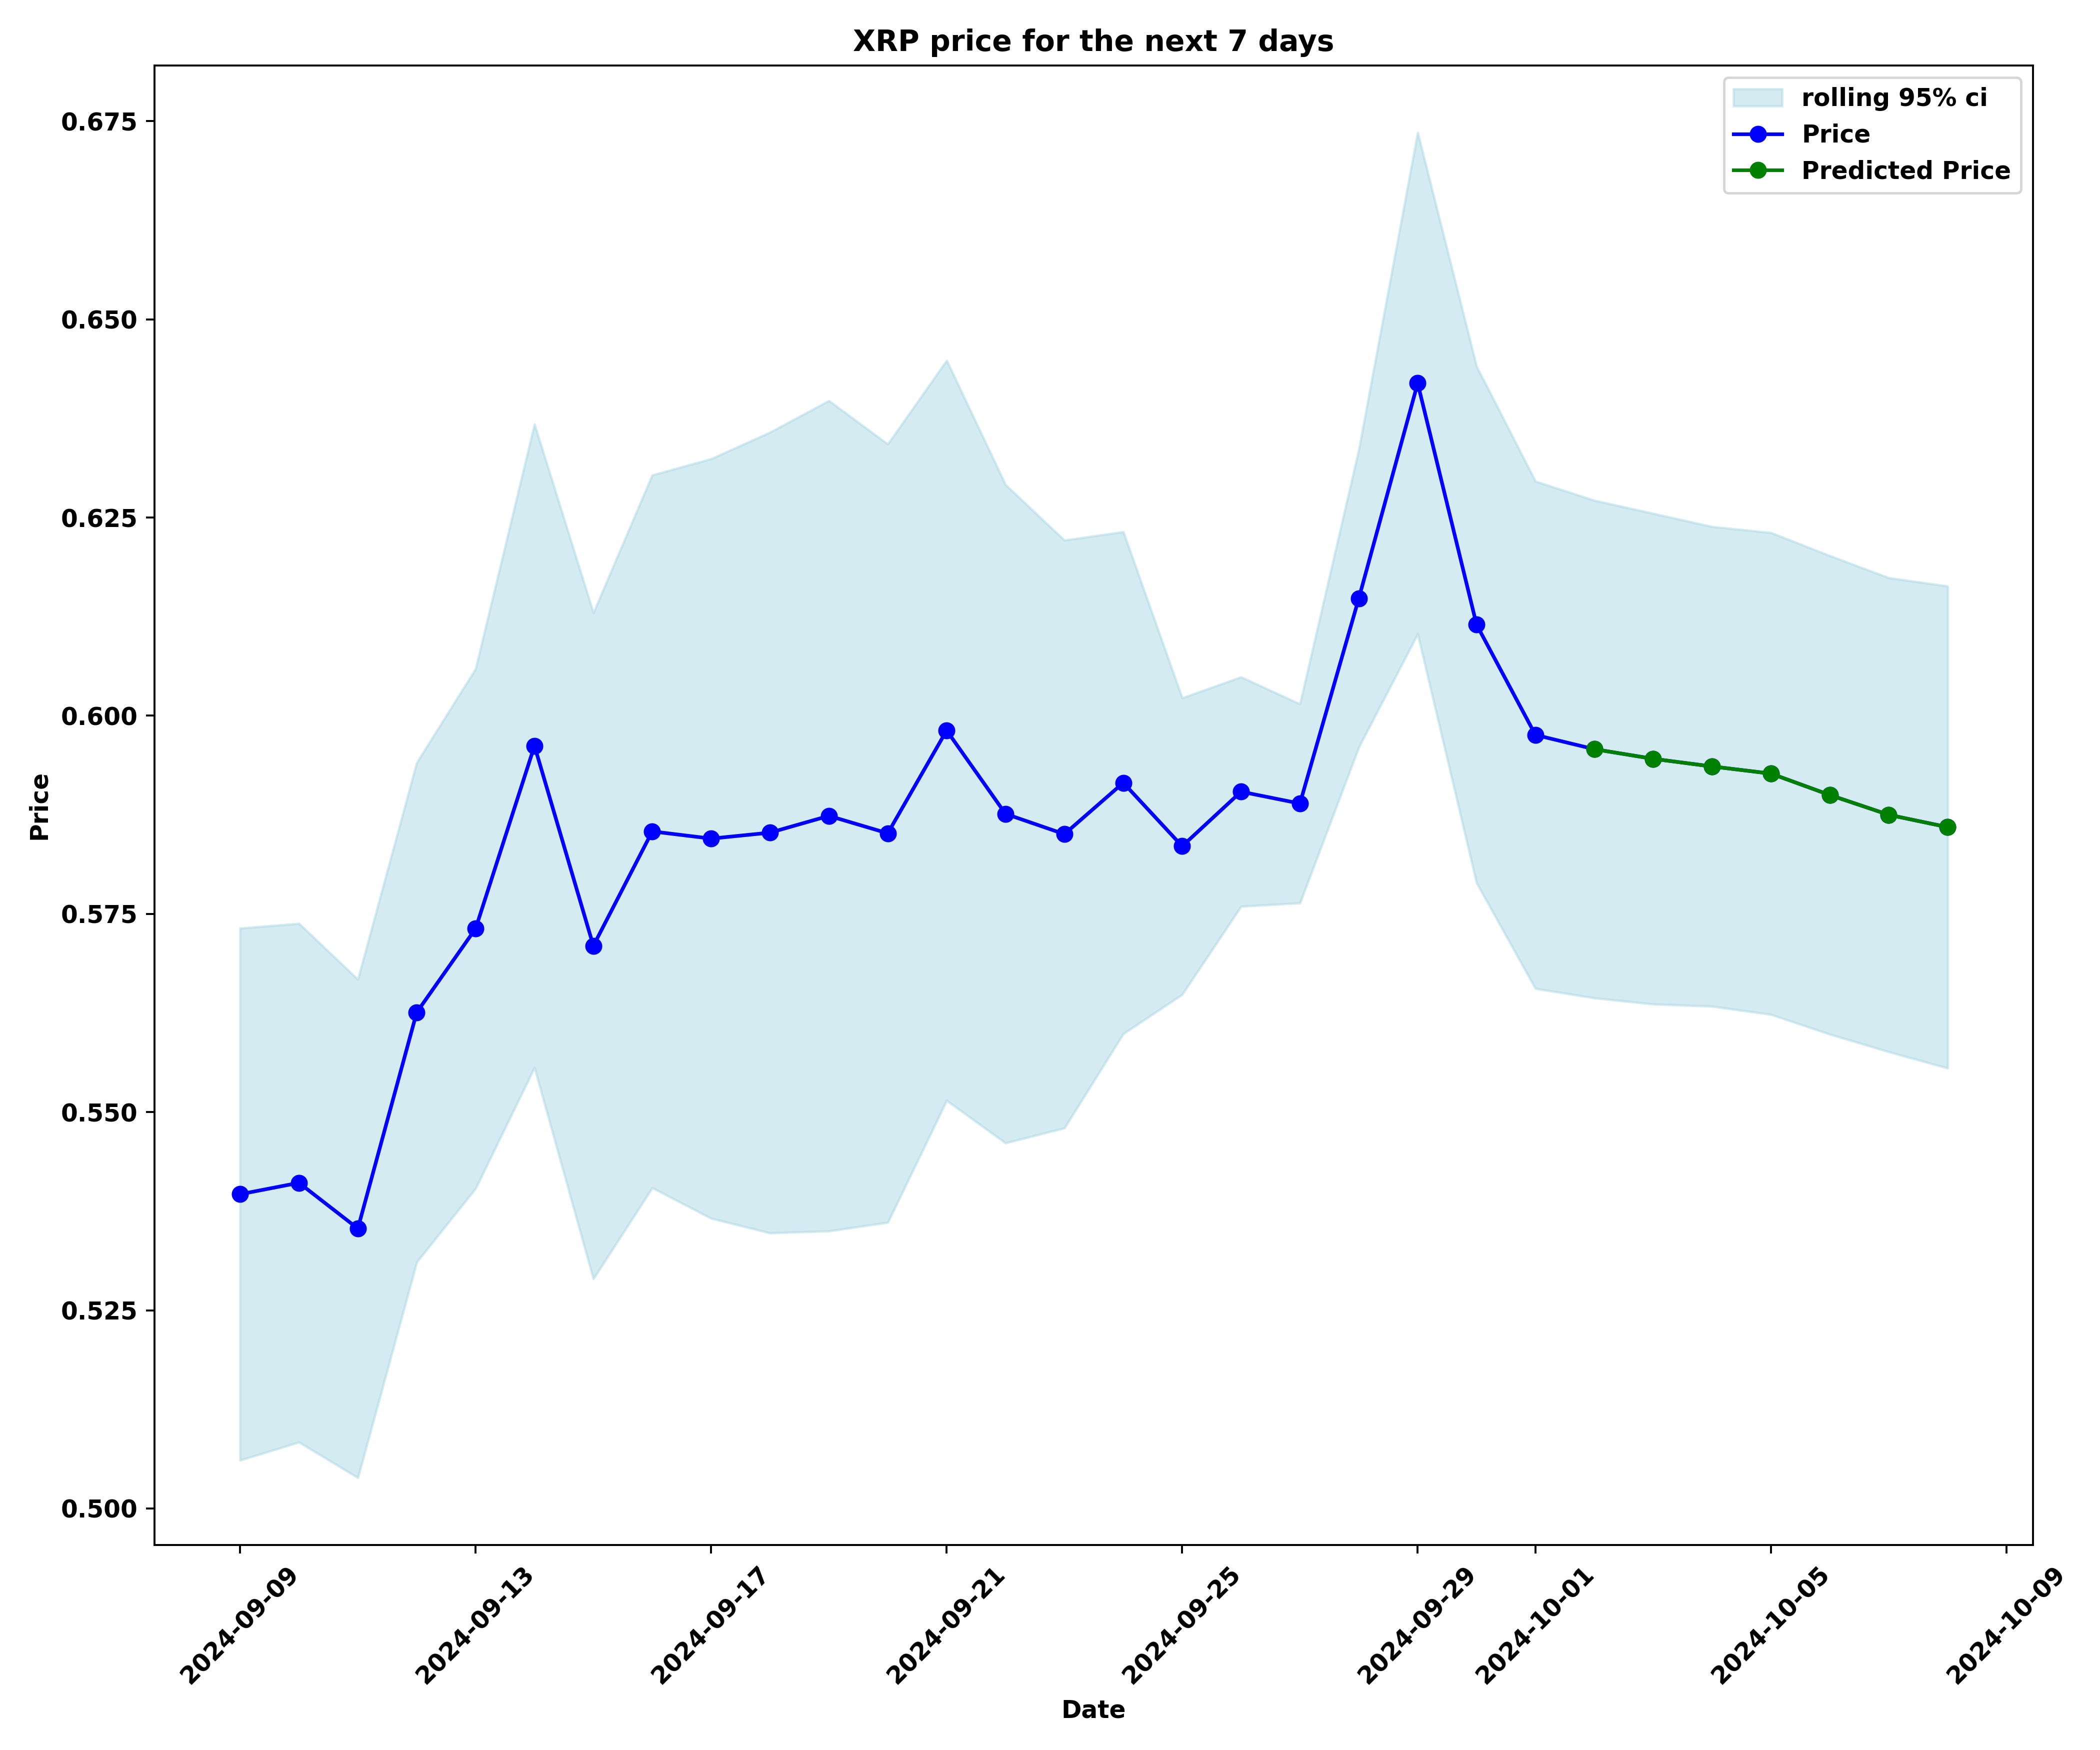 XRP price for the next 7 days
rolling 95% ci
Price
Predicted Price
0.675
0.650
0.625
0.600
0.575
0.550
0.525
0.500
Price
2024-09-09
2024-09-13
2024-09-17
2024-09-21
2024-09-25
2024-09-29
2024-10-01
2024-10-05
2024-10-09
Date